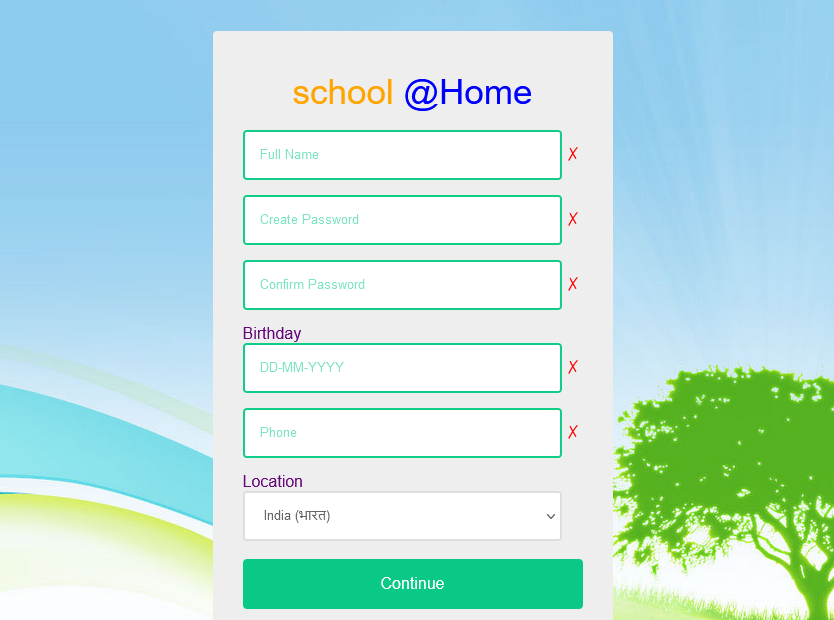 school @Home
Full Name ✗
Create Password ✗
Confirm Password ✗
Birthday
DD-MM-YYYY ✗
Phone ✗
Location
India (भारत)
Continue